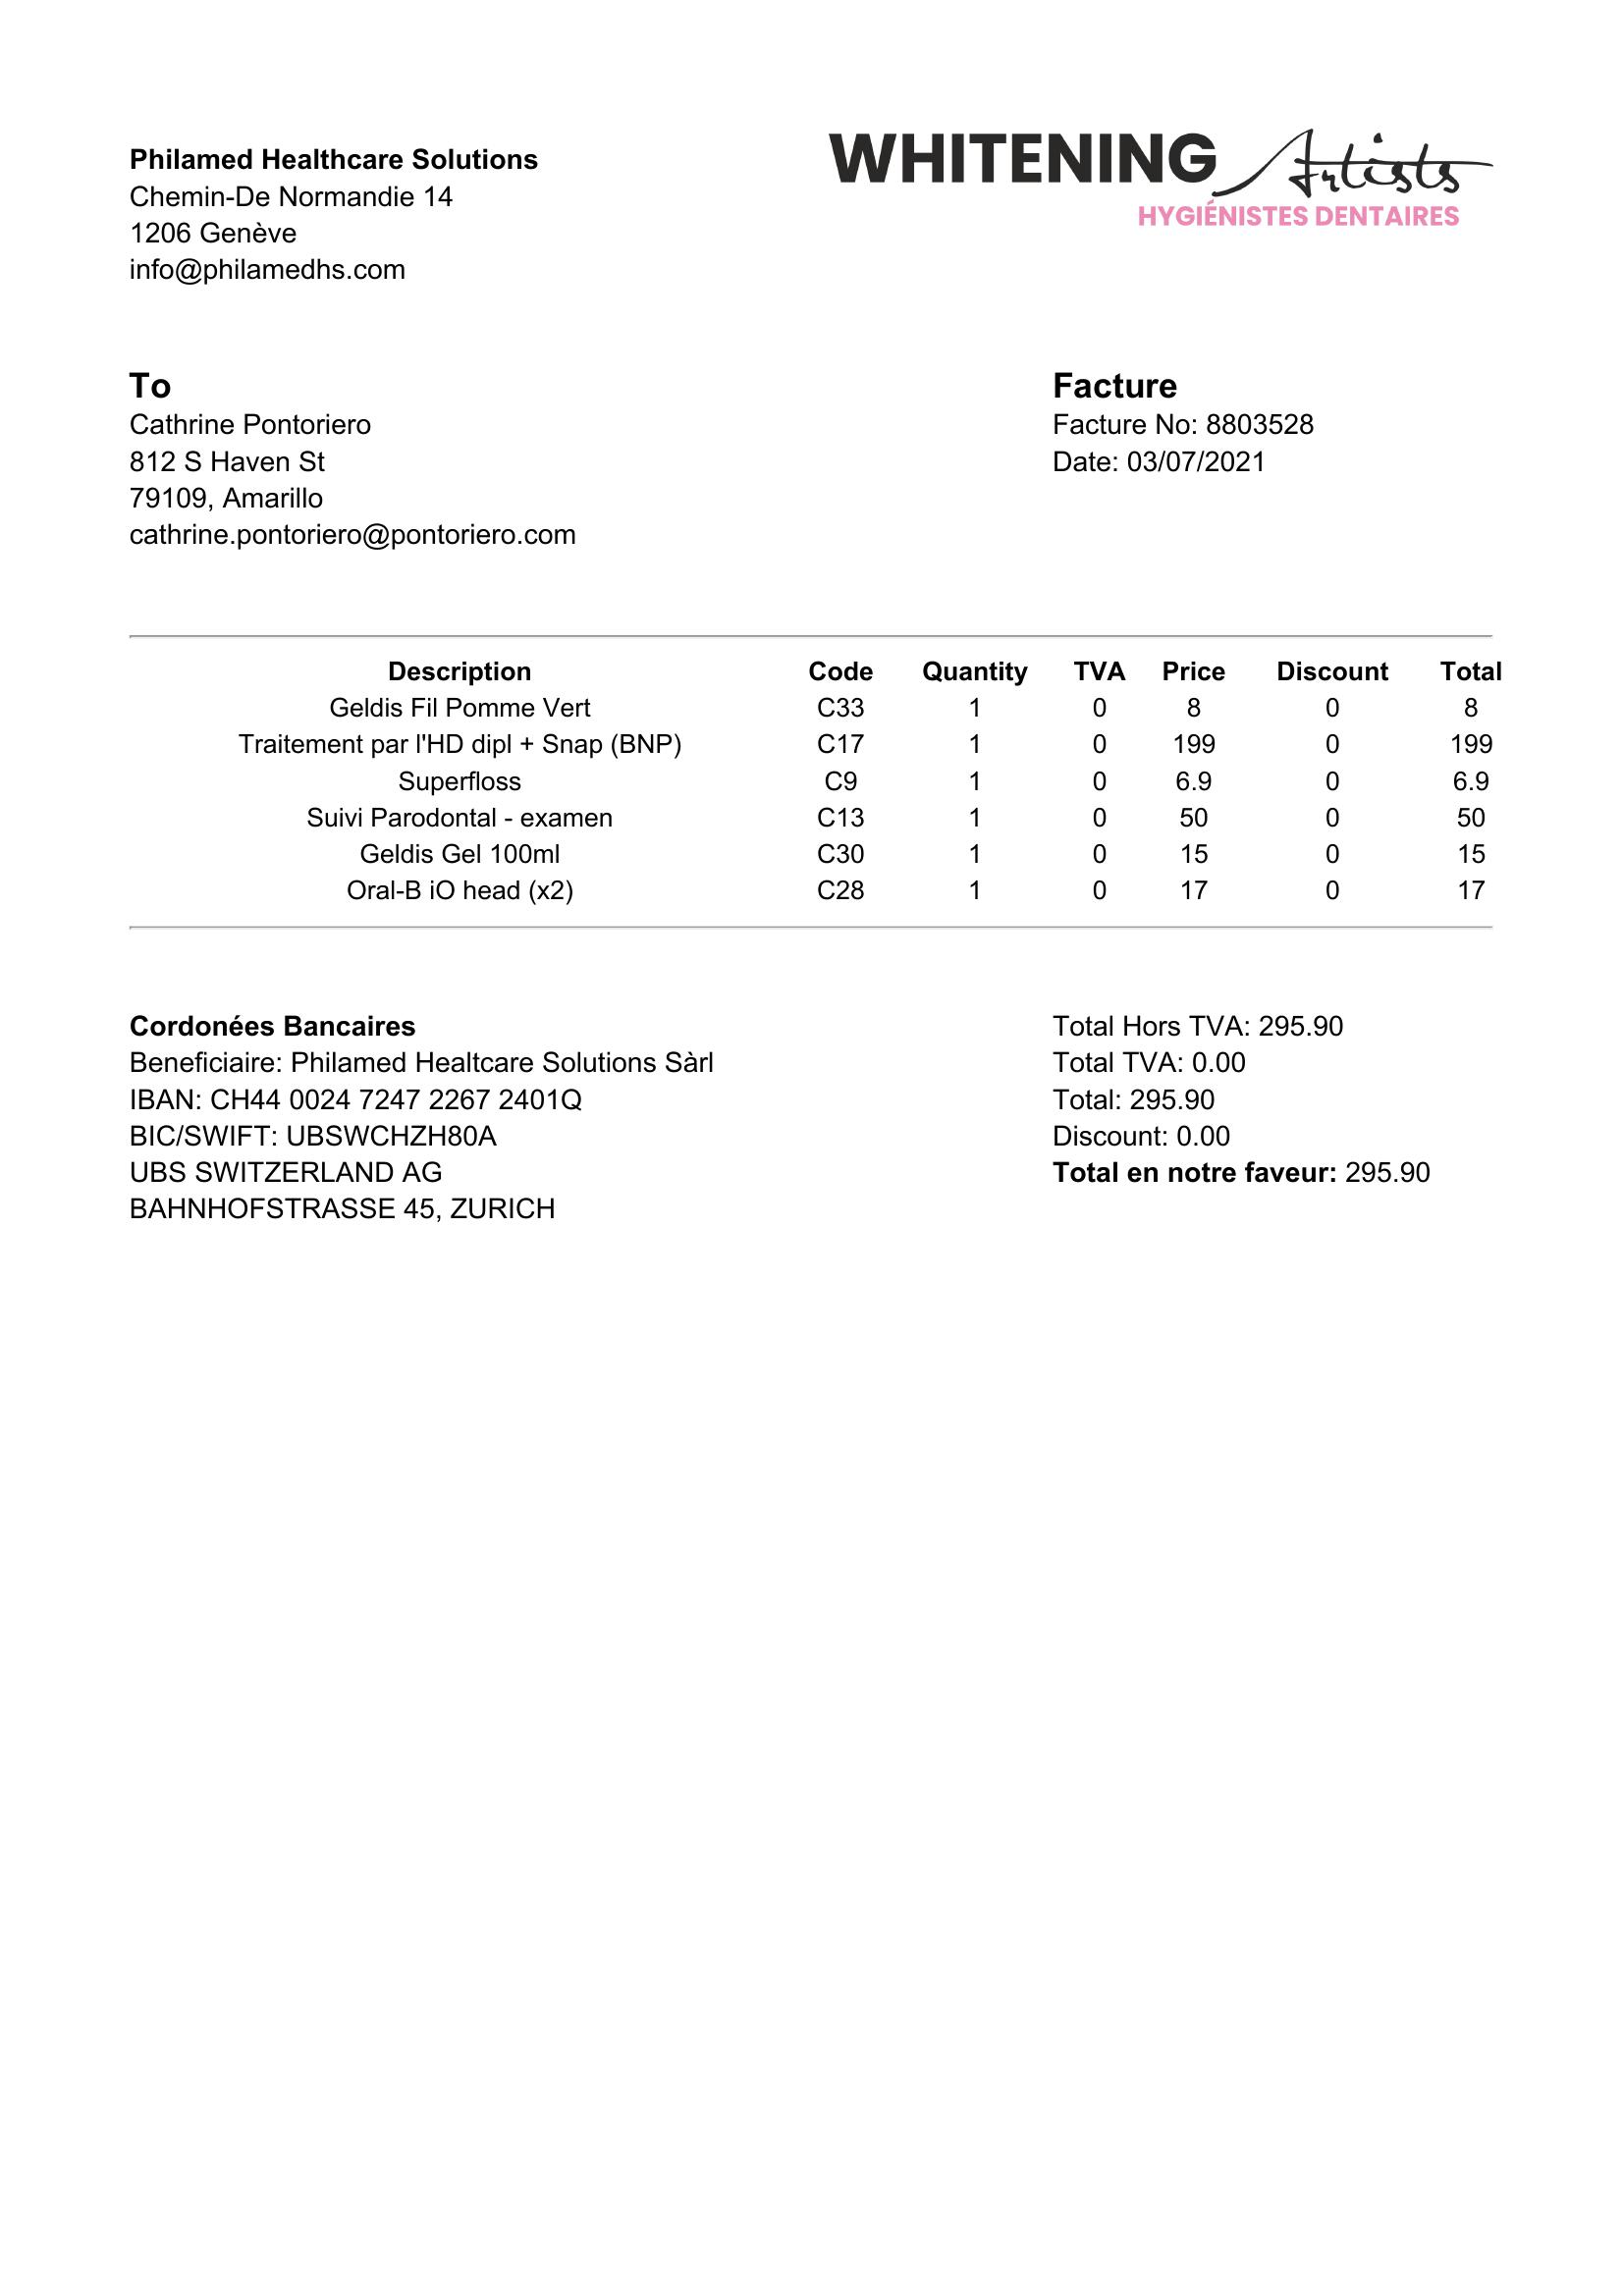 Philamed Healthcare Solutions
Chemin-De Normandie 14
1206 Genève
info@philamedhs.com
WHITENING Artists
HYGIÉNISTES DENTAIRES
To
Cathrine Pontoriero
812 S Haven St
79109, Amarillo
cathrine.pontoriero@pontoriero.com
Facture
Facture No: 8803528
Date: 03/07/2021
Description Code Quantity TVA Price Discount Total
Geldis Fil Pomme Vert C33 1 0 8 0 8
Traitement par l'HD dipl + Snap (BNP) C17 1 0 199 0 199
Superfloss C9 1 0 6.9 0 6.9
Suivi Parodontal - examen C13 1 0 50 0 50
Geldis Gel 100ml C30 1 0 15 0 15
Oral-B iO head (x2) C28 1 0 17 0 17
Cordonées Bancaires
Beneficiaire: Philamed Healtcare Solutions Sàrl
IBAN: CH44 0024 7247 2267 2401Q
BIC/SWIFT: UBSWCHZH80A
UBS SWITZERLAND AG
BAHNHOFSTRASSE 45, ZURICH
Total Hors TVA: 295.90
Total TVA: 0.00
Total: 295.90
Discount: 0.00
Total en notre faveur: 295.90